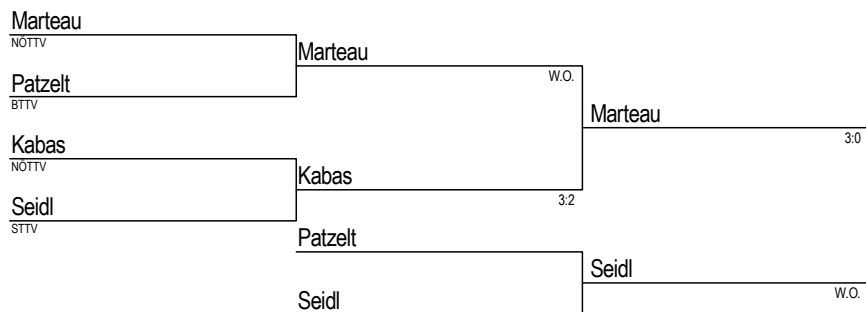 Marteau
NÖTTV
Marteau
W.O.
Patzelt
BTTV
Marteau
3:0
Kabas
NÖTTV
Kabas
3:2
Seidl
STTV
Patzelt
Seidl
W.O.
Seidl